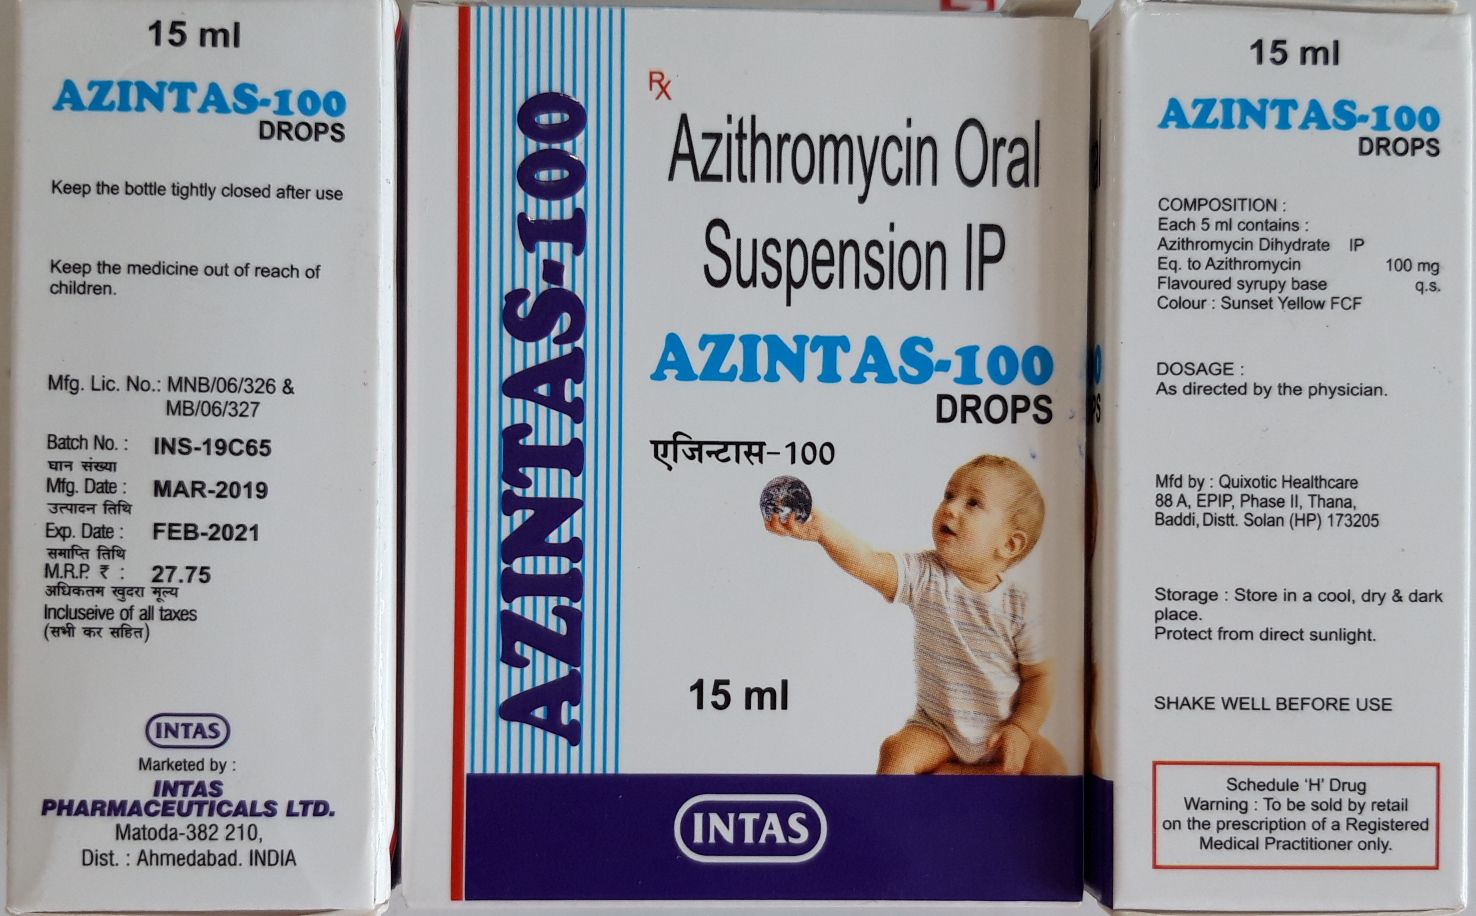 15 ml
AZINTAS-100
DROPS
Keep the bottle tightly closed after use
Keep the medicine out of reach of
children.
Mfg. Lic. No.: MNB/06/326 &
MB/06/327
Batch No. : INS-19C65
घान संख्या
Mfg. Date : MAR-2019
उत्पादन तिथि
Exp. Date : FEB-2021
समाप्ति तिथि
M.R.P. ₹ : 27.75
अधिकतम खुदरा मूल्य
Incluseive of all taxes
(सभी कर सहित)
INTAS
Marketed by :
INTAS
PHARMACEUTICALS LTD.
Matoda-382 210,
Dist. : Ahmedabad. INDIA
AZINTAS-100
Rx
Azithromycin Oral
Suspension IP
AZINTAS-100
DROPS
एजिन्टास-100
15 ml
INTAS
15 ml
AZINTAS-100
DROPS
COMPOSITION :
Each 5 ml contains :
Azithromycin Dihydrate IP
Eq. to Azithromycin 100 mg
Flavoured syrupy base q.s.
Colour : Sunset Yellow FCF
DOSAGE :
As directed by the physician.
Mfd by : Quixotic Healthcare
88 A, EPIP, Phase II, Thana,
Baddi, Distt. Solan (HP) 173205
Storage : Store in a cool, dry & dark
place.
Protect from direct sunlight.
SHAKE WELL BEFORE USE
Schedule 'H' Drug
Warning : To be sold by retail
on the prescription of a Registered
Medical Practitioner only.